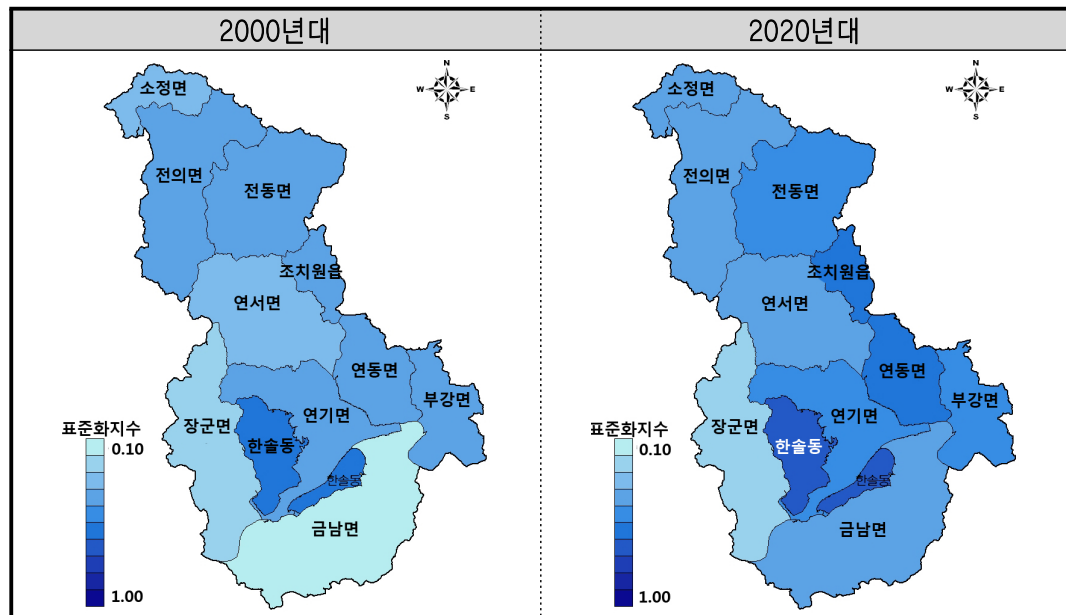 2000년대
2020년대
N
W E
S
소정면
전의면
전동면
조치원읍
연서면
연동면
부강면
연기면
장군면
한솔동
한솔동
금남면
표준화지수
0.10
1.00
N
W E
S
소정면
전의면
전동면
조치원읍
연서면
연동면
부강면
연기면
장군면
한솔동
한솔동
금남면
표준화지수
0.10
1.00